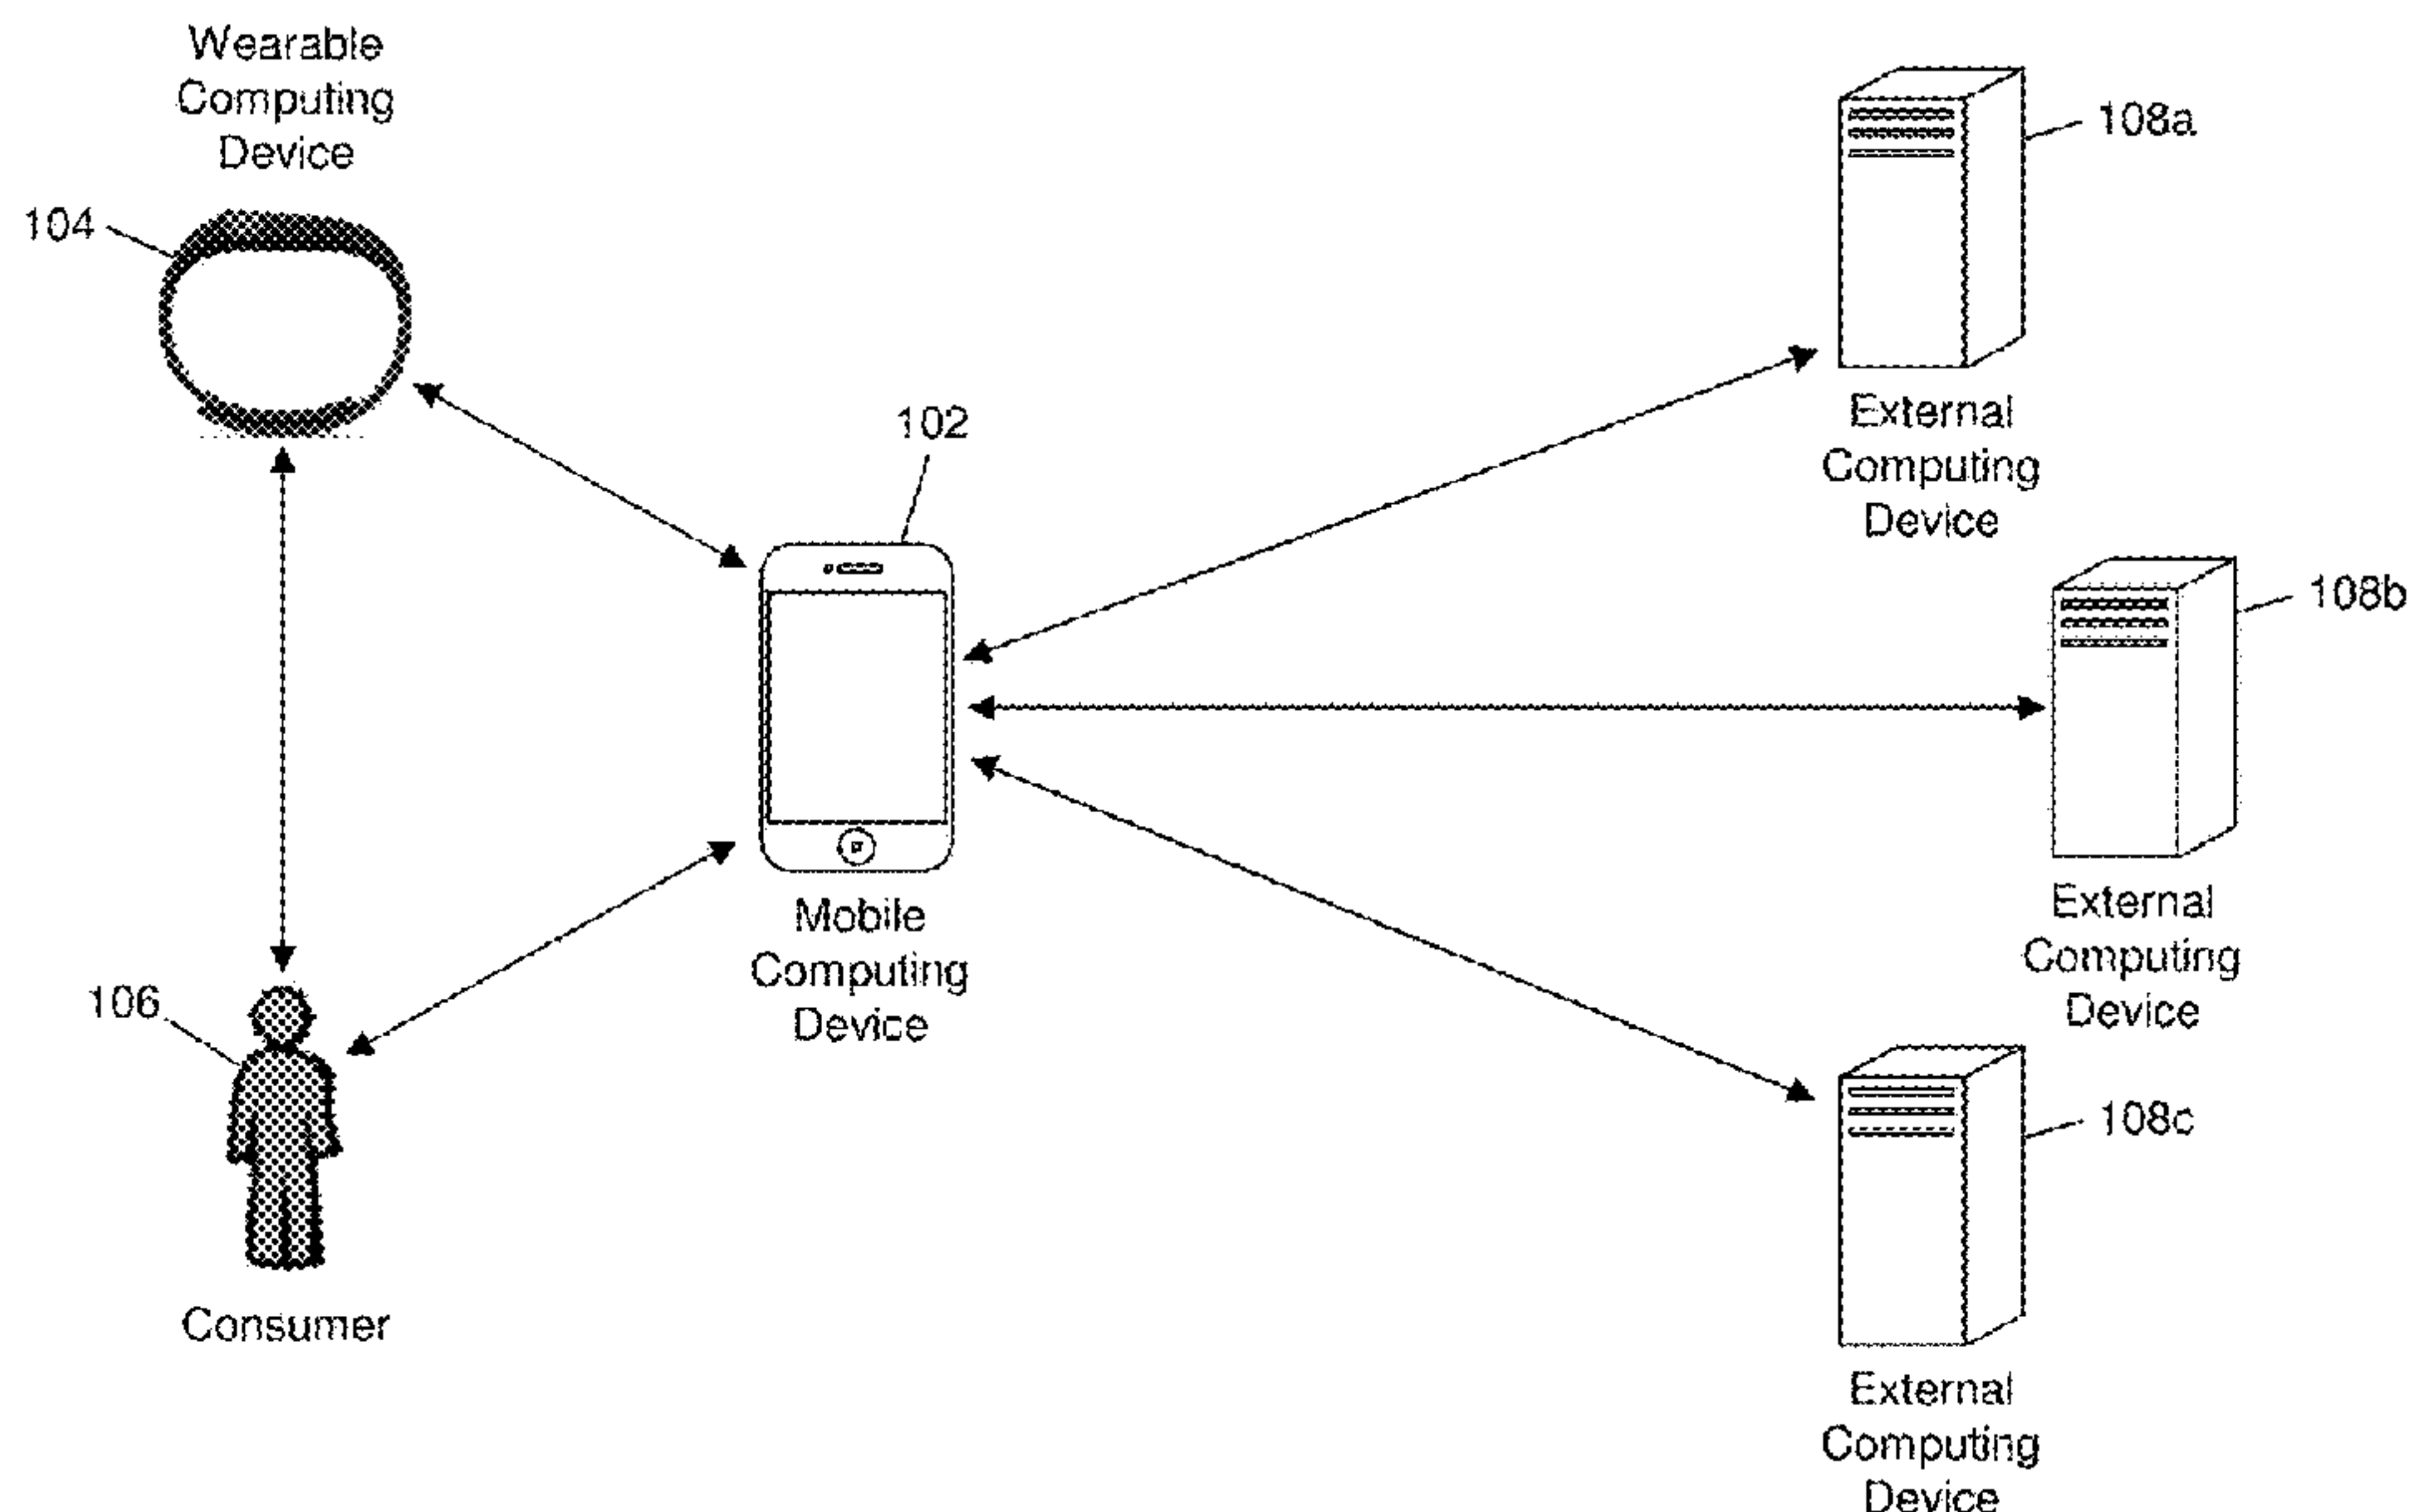 Wearable
Computing
Device
104
102
108a
External
Computing
Device
108b
External
Computing
Device
Mobile
Computing
Device
106
Consumer
108c
External
Computing
Device